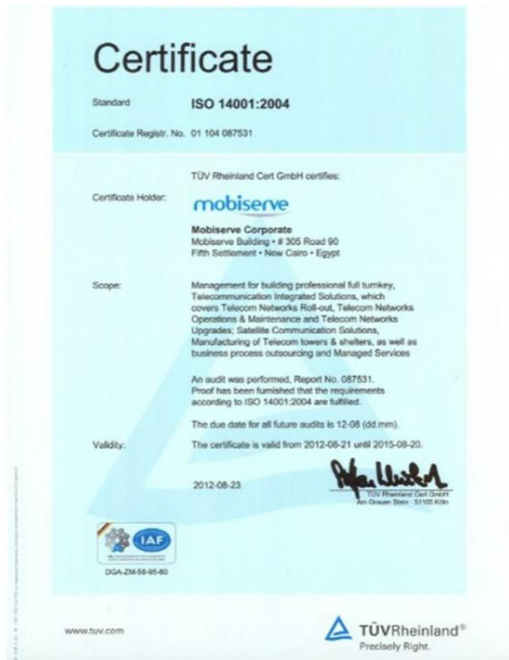 Certificate
Standard ISO 14001:2004
Certificate Registr. No. 01 104 087531
TÜV Rheinland Cert GmbH certifies:
Certificate Holder: mobiserve
Mobiserve Corporate
Mobiserve Building • # 305 Road 90
Fifth Settlement • New Cairo • Egypt
Scope: Management for building professional full turnkey,
Telecommunication Integrated Solutions, which
covers Telecom Networks Roll-out, Telecom Networks
Operations & Maintenance and Telecom Networks
Upgrades; Satellite Communication Solutions,
Manufacturing of Telecom towers & shelters, as well as
business process outsourcing and Managed Services
An audit was performed, Report No. 087531.
Proof has been furnished that the requirements
according to ISO 14001:2004 are fulfilled.
The due date for all future audits is 12-08 (dd.mm).
Validity: The certificate is valid from 2012-08-21 until 2015-08-20.
2012-08-23
TÜV Rheinland Cert GmbH
Am Grauen Stein · 51105 Köln
IAF
DGA-ZM-58-95-60
www.tuv.com
TÜVRheinland®
Precisely Right.